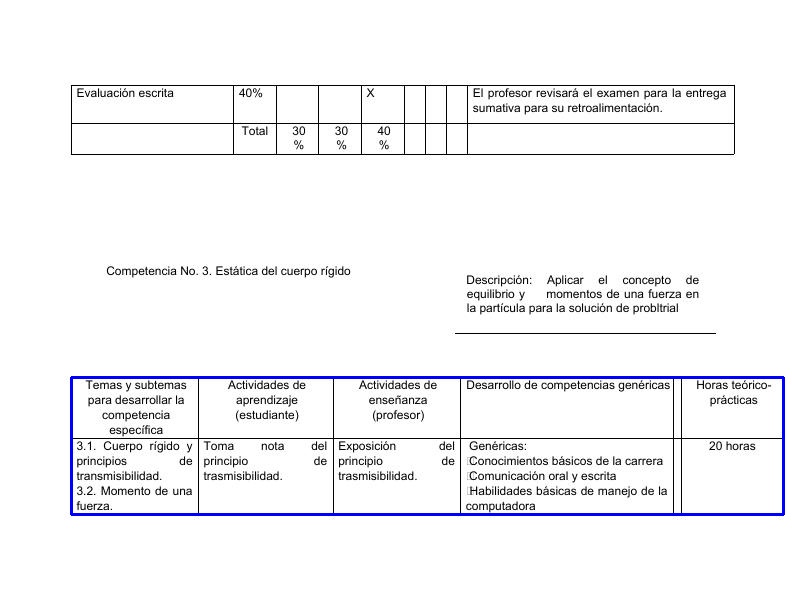 Evaluación escrita 40% X El profesor revisará el examen para la entrega
sumativa para su retroalimentación.
Total 30 30 40
% % %
Competencia No. 3. Estática del cuerpo rígido
Descripción: Aplicar el concepto de
equilibrio y momentos de una fuerza en
la partícula para la solución de probltrial
Temas y subtemas
para desarrollar la
competencia
específica
Actividades de
aprendizaje
(estudiante)
Actividades de
enseñanza
(profesor)
Desarrollo de competencias genéricas
Horas teórico-
prácticas
3.1. Cuerpo rígido y
principios de
transmisibilidad.
3.2. Momento de una
fuerza.
Toma nota del
principio de
trasmisibilidad.
Exposición del
principio de
trasmisibilidad.
Genéricas:
Conocimientos básicos de la carrera
Comunicación oral y escrita
Habilidades básicas de manejo de la
computadora
20 horas